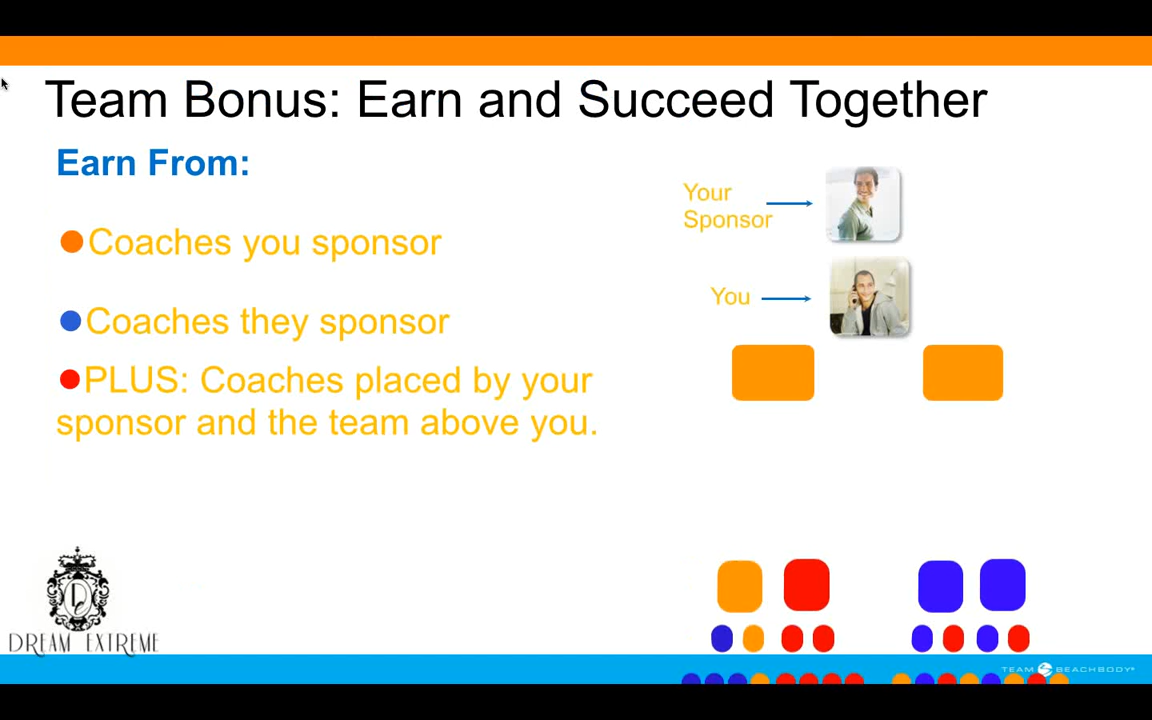 Team Bonus: Earn and Succeed Together
Earn From:
Coaches you sponsor
Coaches they sponsor
PLUS: Coaches placed by your
sponsor and the team above you.
Your
Sponsor
You
D
DREAM EXTREME
TEAM BEACHBODY